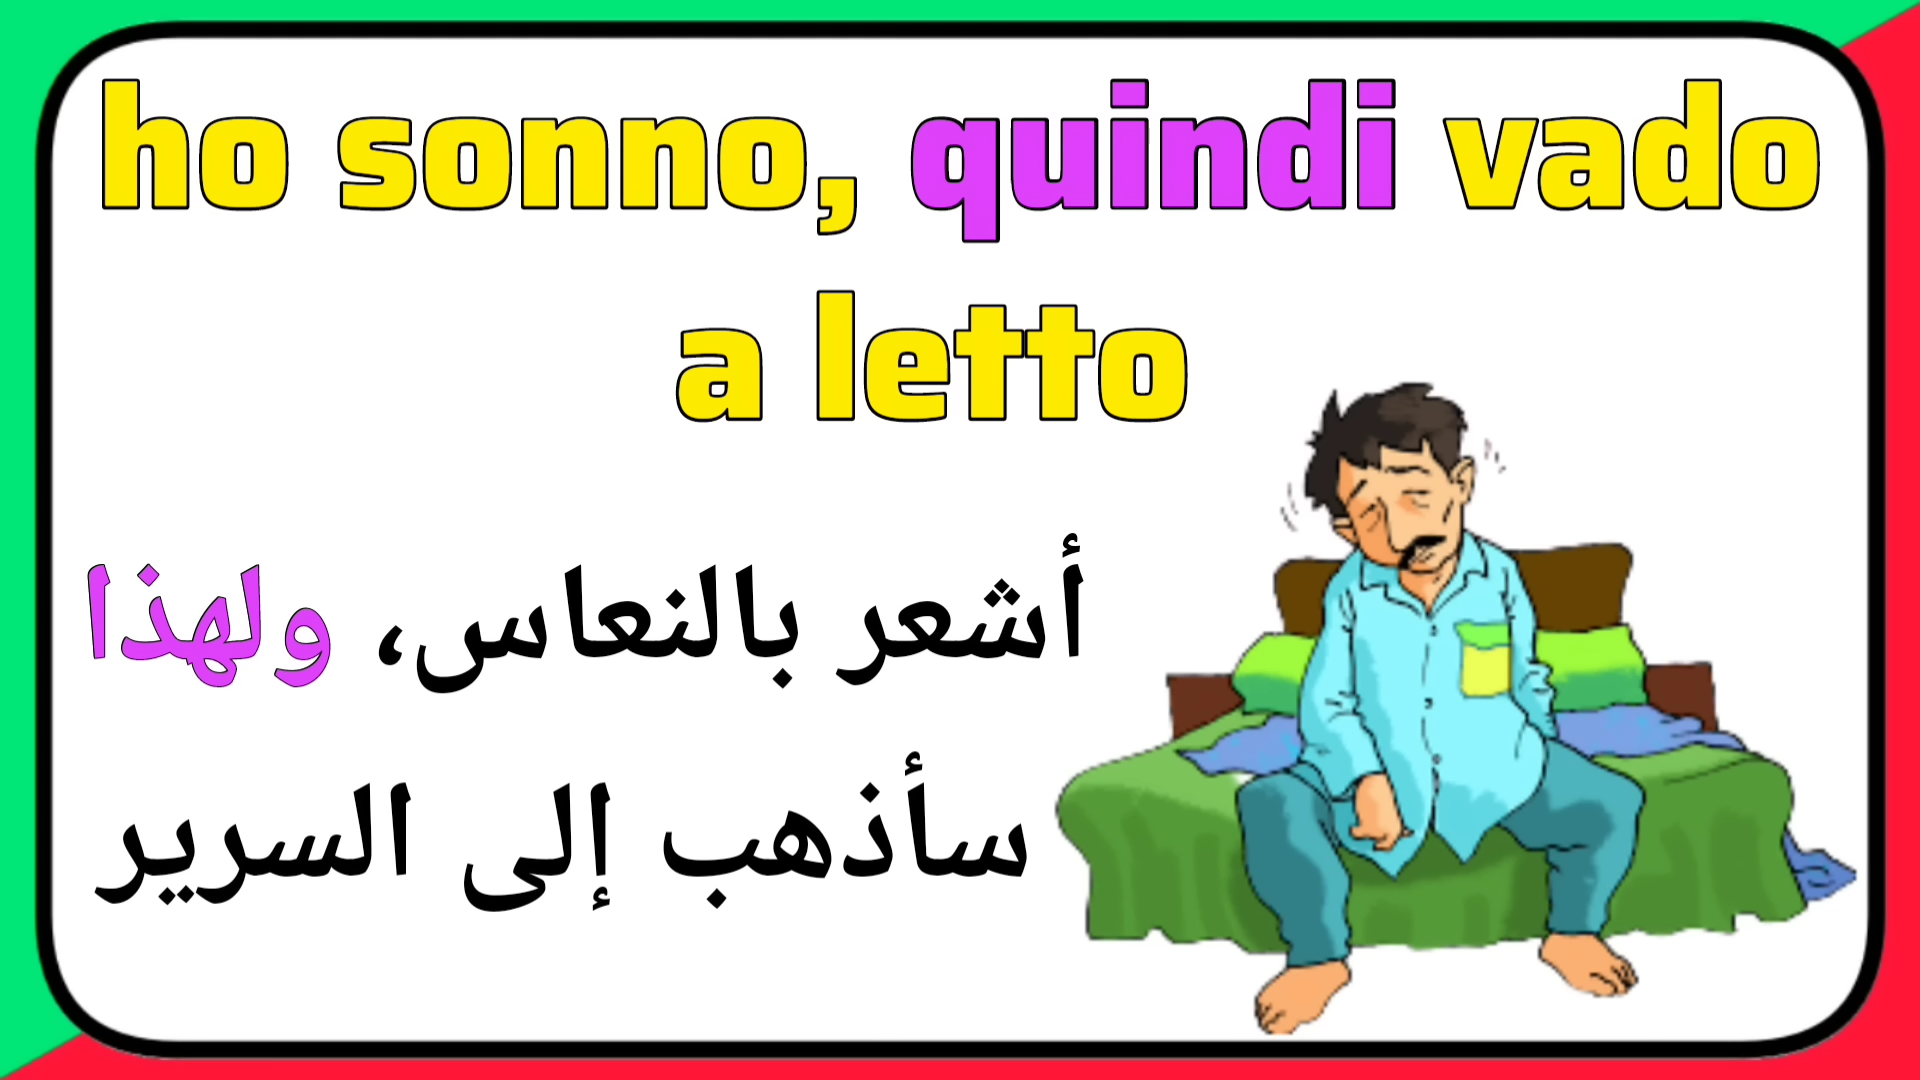 ho sonno, quindi vado
a letto
أشعر بالنعاس، ولهذا
سأذهب إلى السرير